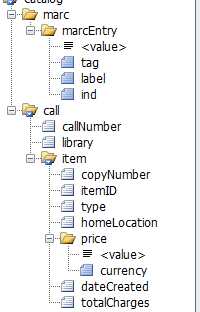 catalog
marc
marcEntry
<value>
tag
label
ind
call
callNumber
library
item
copyNumber
itemID
type
homeLocation
price
<value>
currency
dateCreated
totalCharges